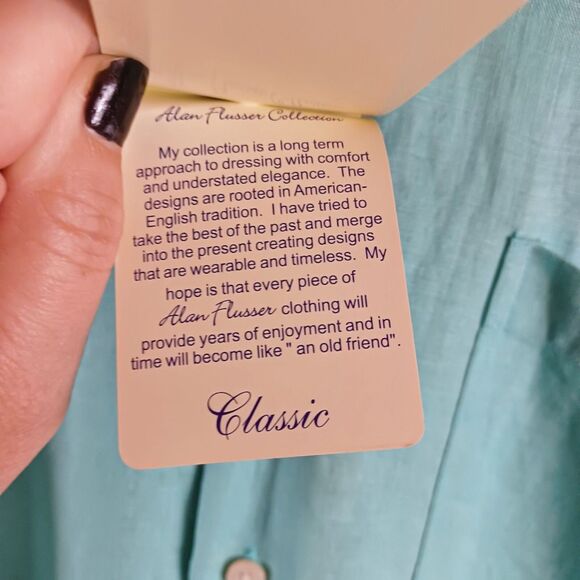 Alan Flusser Collection
My collection is a long term
approach to dressing with comfort
and understated elegance. The
designs are rooted in American-
English tradition. I have tried to
take the best of the past and merge
into the present creating designs
that are wearable and timeless. My
hope is that every piece of
Alan Flusser clothing will
provide years of enjoyment and in
time will become like " an old friend".
Classic